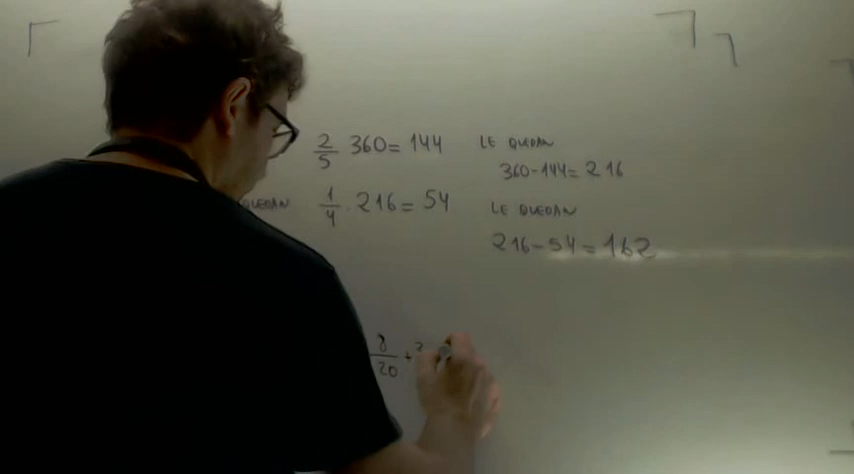 2/5 360 = 144 LE QUEDAN
360-144=216
QUEDAN 1/4 · 216 = 54 LE QUEDAN
216-54=162
8/20 +